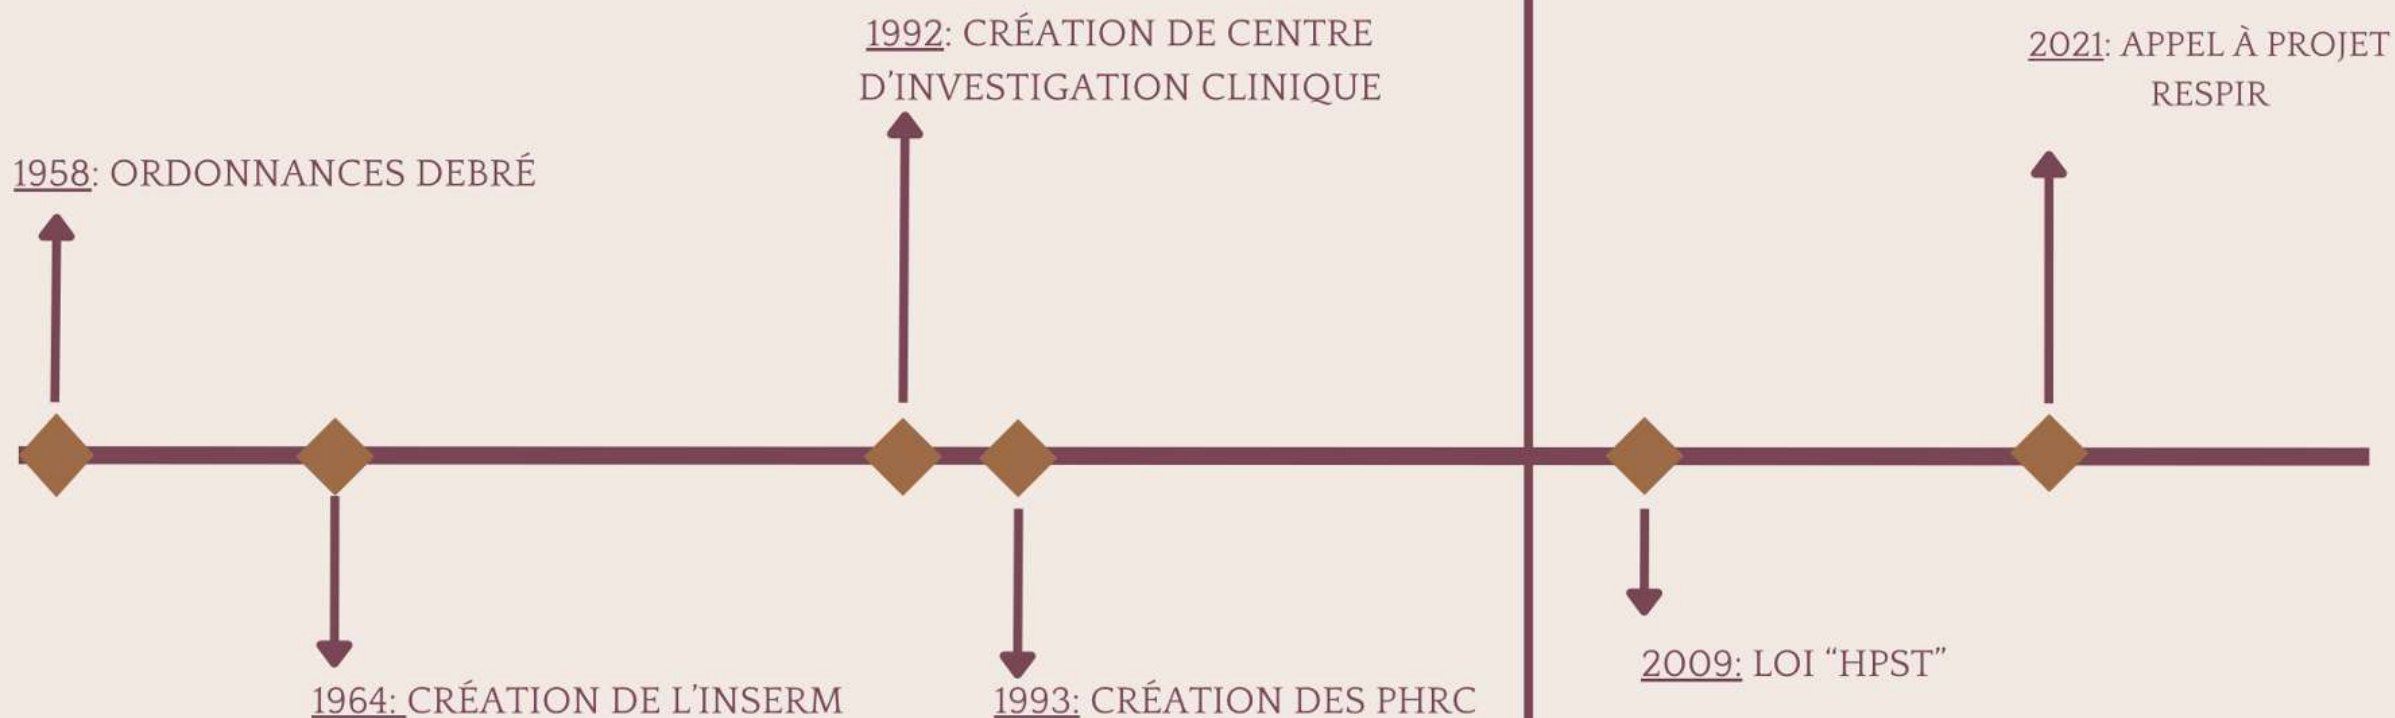 1958: ORDONNANCES DEBRÉ
1964: CRÉATION DE L'INSERM
1992: CRÉATION DE CENTRE
D'INVESTIGATION CLINIQUE
1993: CRÉATION DES PHRC
2009: LOI “HPST”
2021: APPEL À PROJET
RESPIR